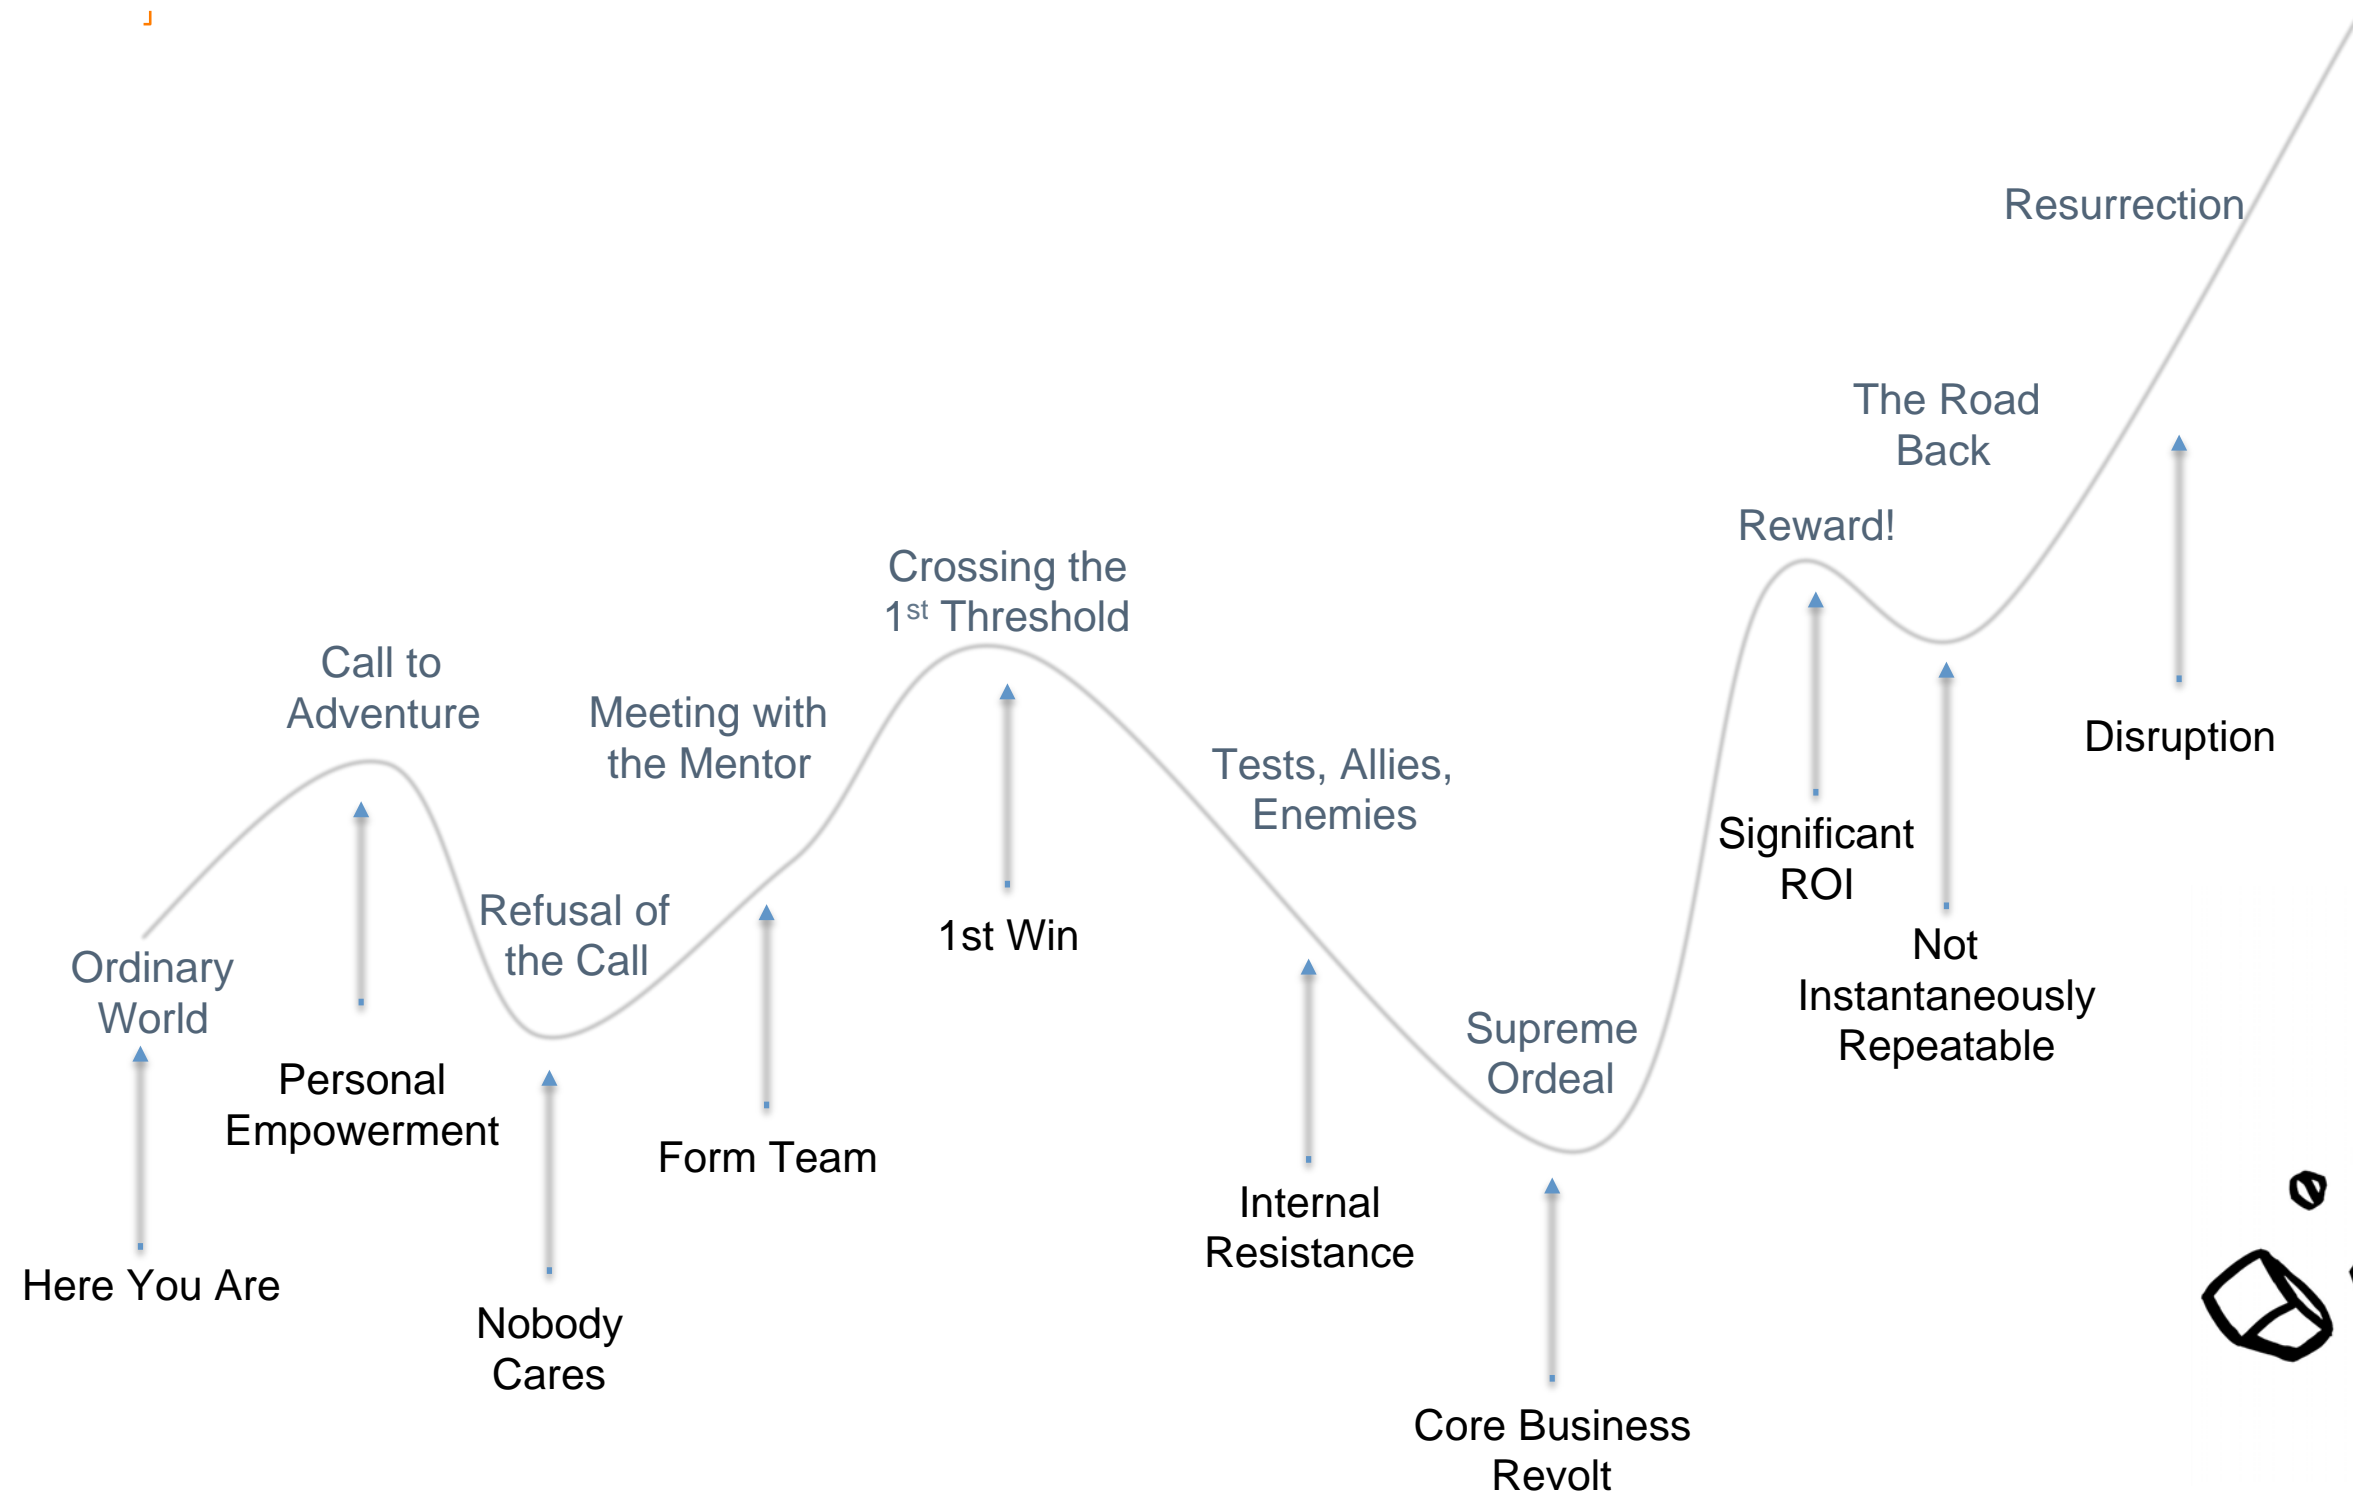 Ordinary
World
Here You Are
Call to
Adventure
Personal
Empowerment
Refusal of
the Call
Nobody
Cares
Meeting with
the Mentor
Form Team
Crossing the
1st Threshold
1st Win
Tests, Allies,
Enemies
Internal
Resistance
Supreme
Ordeal
Core Business
Revolt
Reward!
Significant
ROI
The Road
Back
Not
Instantaneously
Repeatable
Resurrection
Disruption